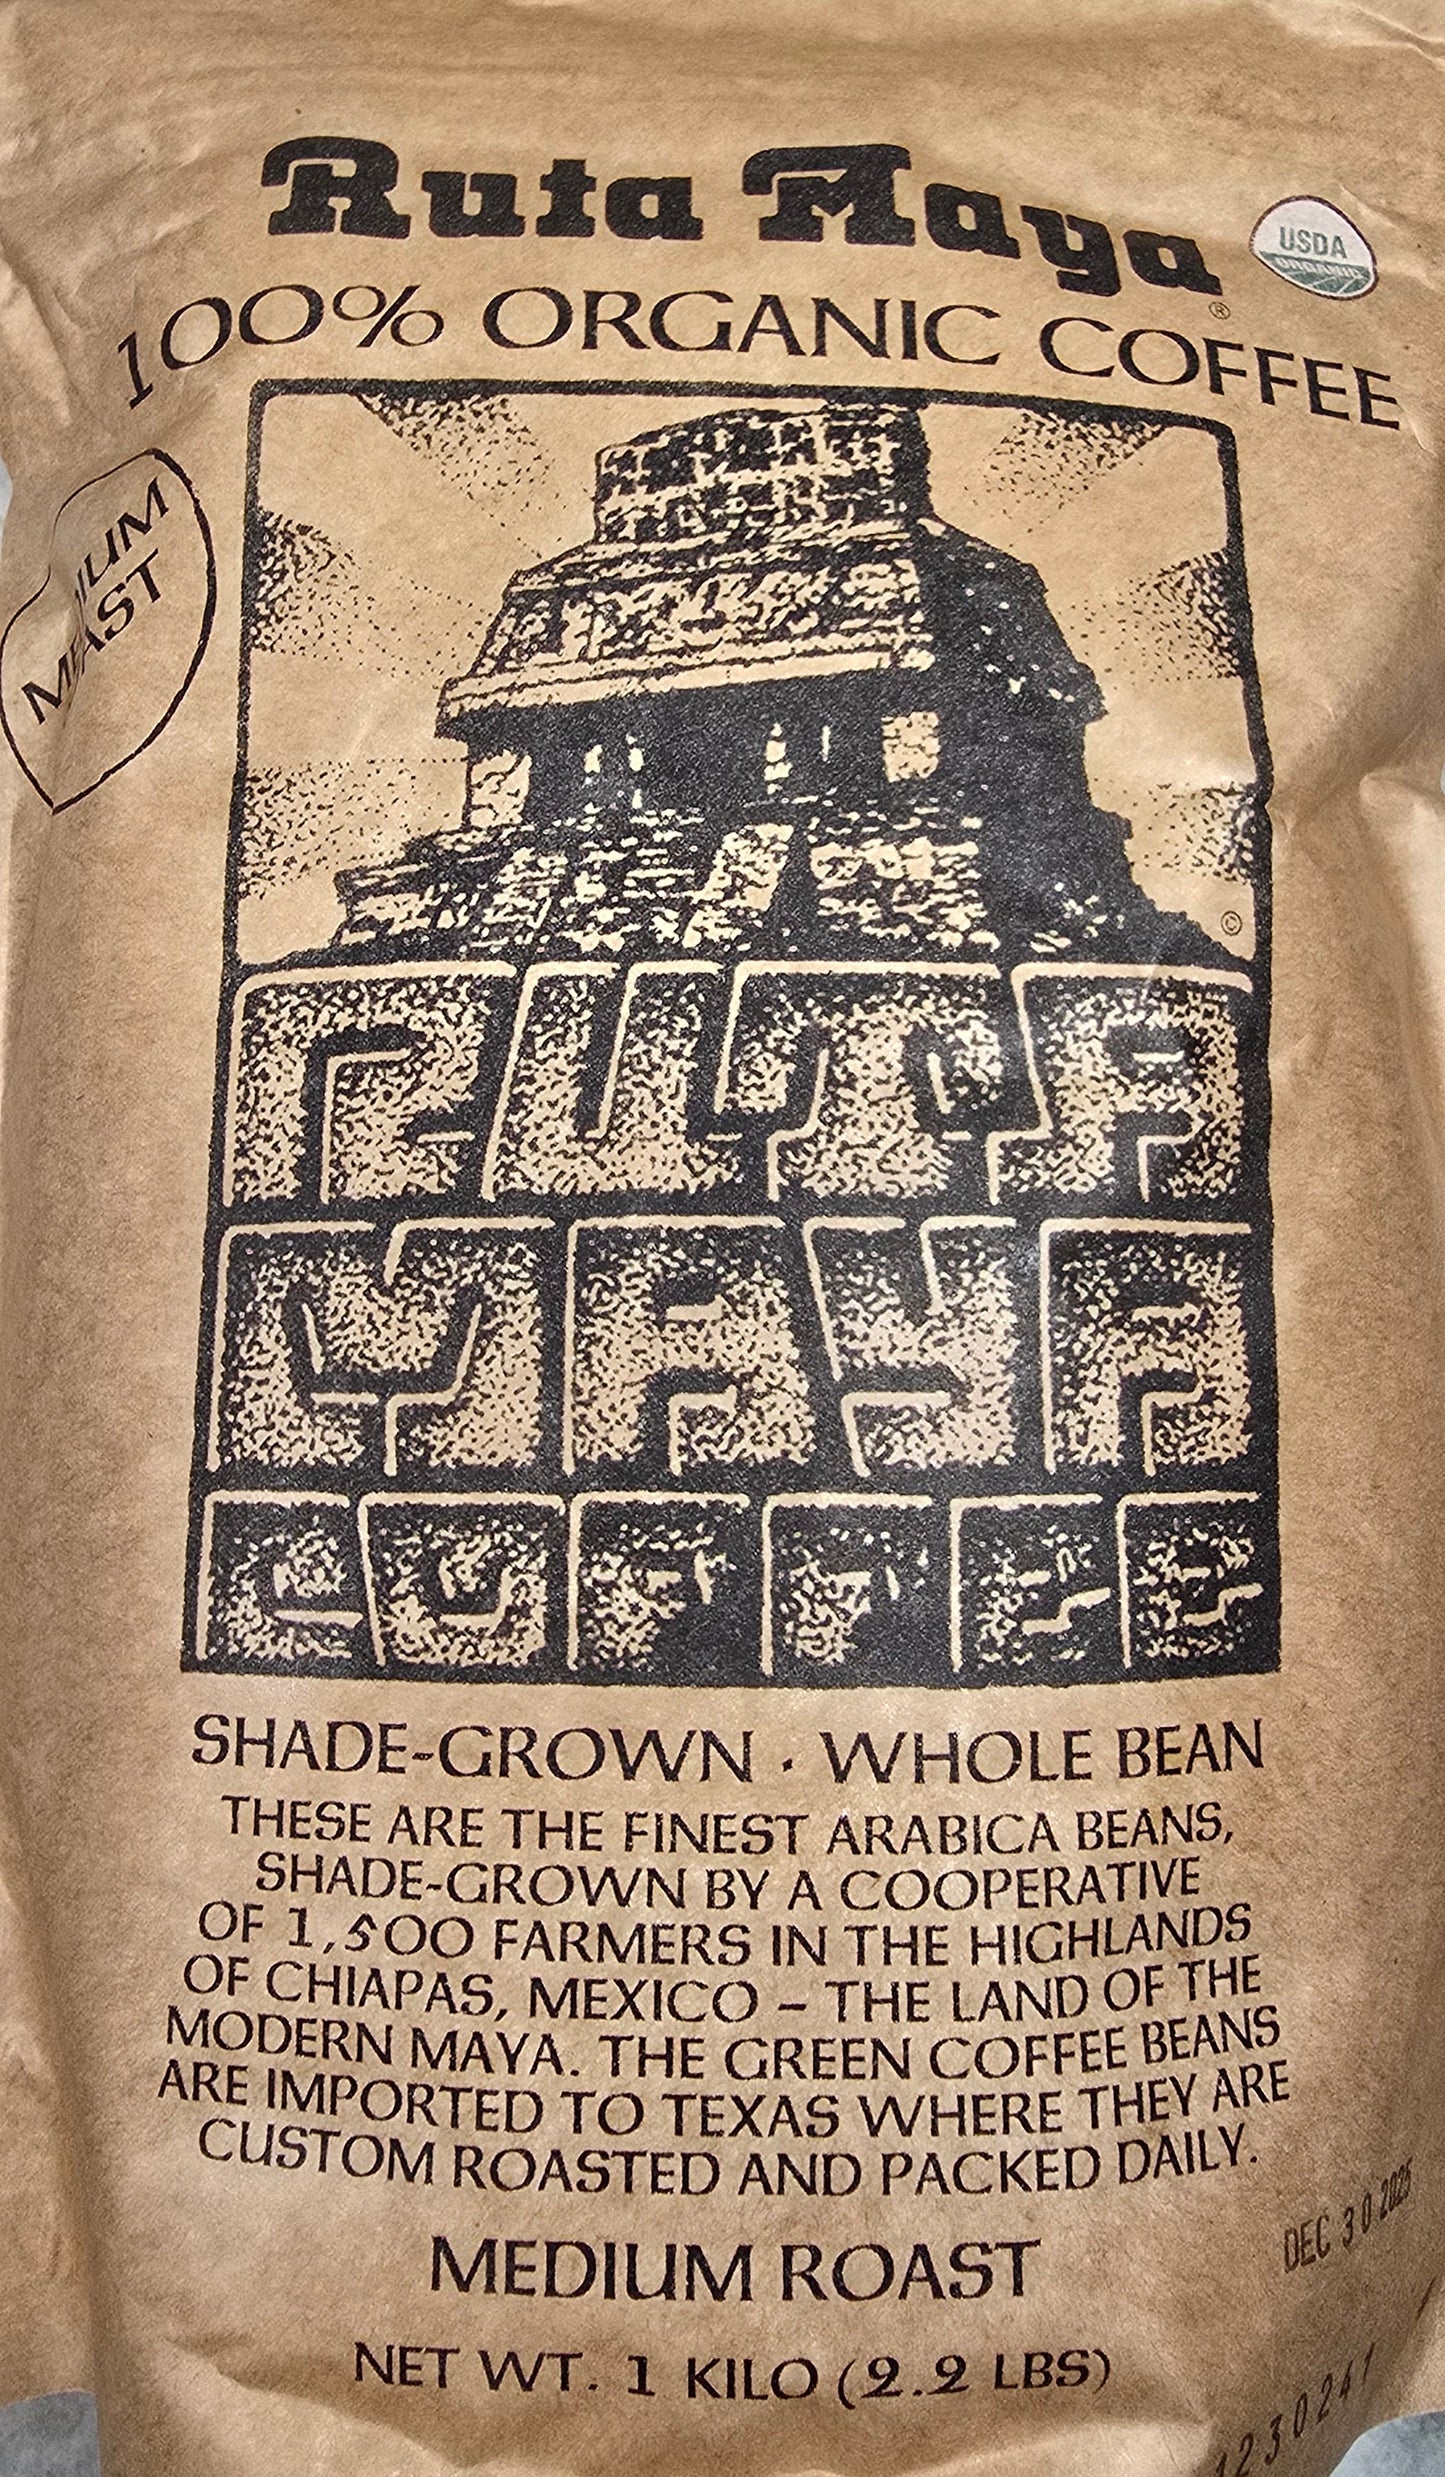 Ruta Maya®
USDA
ORGANIC
100% ORGANIC COFFEE
ROAST
©
RUTA
MAYA
COFFEE
SHADE-GROWN · WHOLE BEAN
THESE ARE THE FINEST ARABICA BEANS,
SHADE-GROWN BY A COOPERATIVE
OF 1,500 FARMERS IN THE HIGHLANDS
OF CHIAPAS, MEXICO – THE LAND OF THE
MODERN MAYA. THE GREEN COFFEE BEANS
ARE IMPORTED TO TEXAS WHERE THEY ARE
CUSTOM ROASTED AND PACKED DAILY.
DEC 30 2025
MEDIUM ROAST
NET WT. 1 KILO (2.2 LBS)
1230241